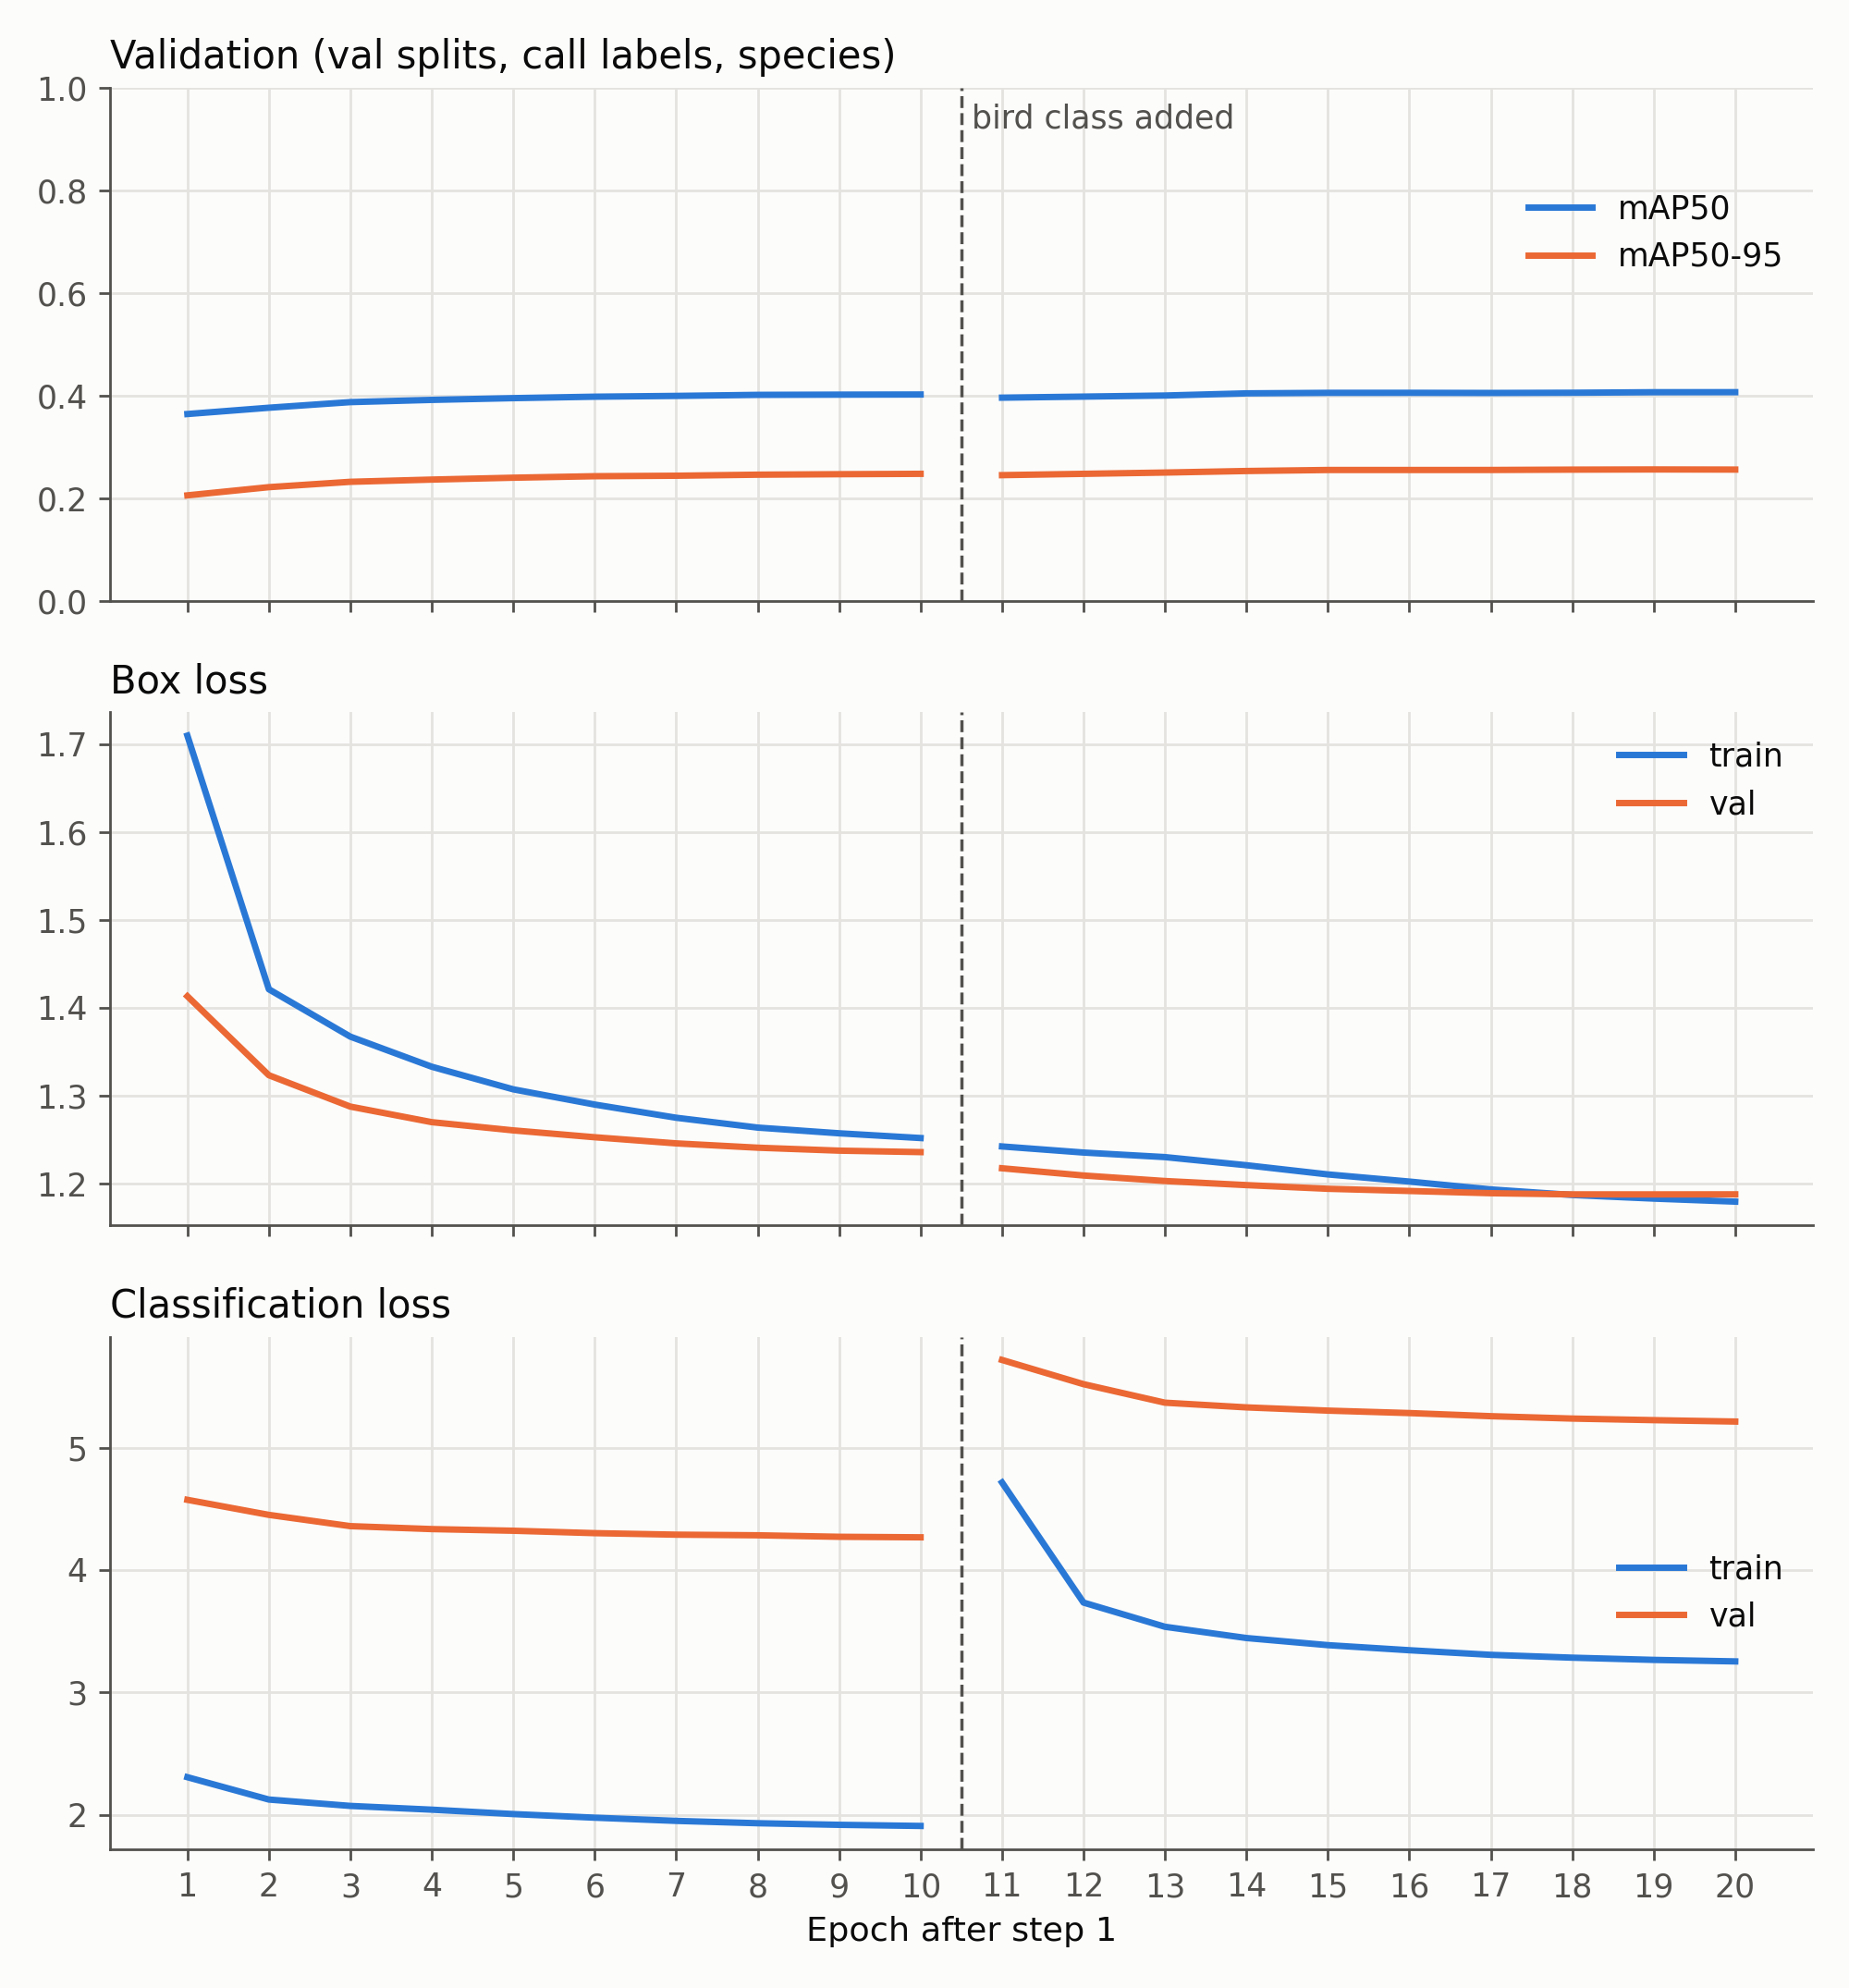 Validation (val splits, call labels, species)
1.0
bird class added
0.8
mAP50
mAP50-95
0.6
0.4
0.2
0.0
Box loss
1.7
train
val
1.6
1.5
1.4
1.3
1.2
Classification loss
5
4
train
val
3
2
1 2 3 4 5 6 7 8 9 10 11 12 13 14 15 16 17 18 19 20
Epoch after step 1